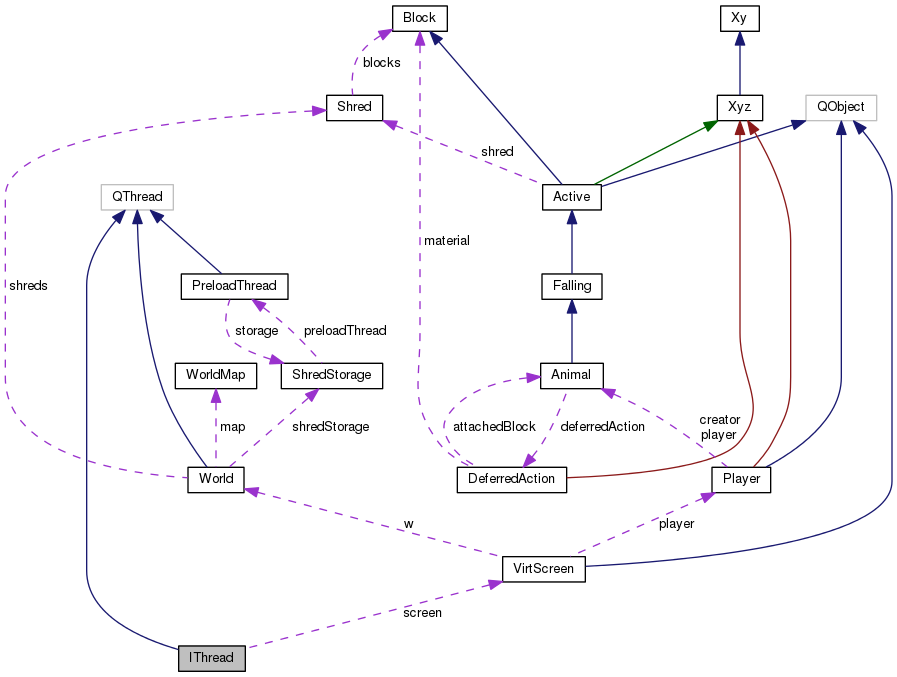 Block
Xy
blocks
Shred
Xyz
QObject
shred
QThread
Active
material
shreds
PreloadThread
Falling
storage
preloadThread
WorldMap
ShredStorage
Animal
map
shredStorage
attachedBlock
deferredAction
creator
player
World
DeferredAction
Player
w
player
VirtScreen
screen
IThread